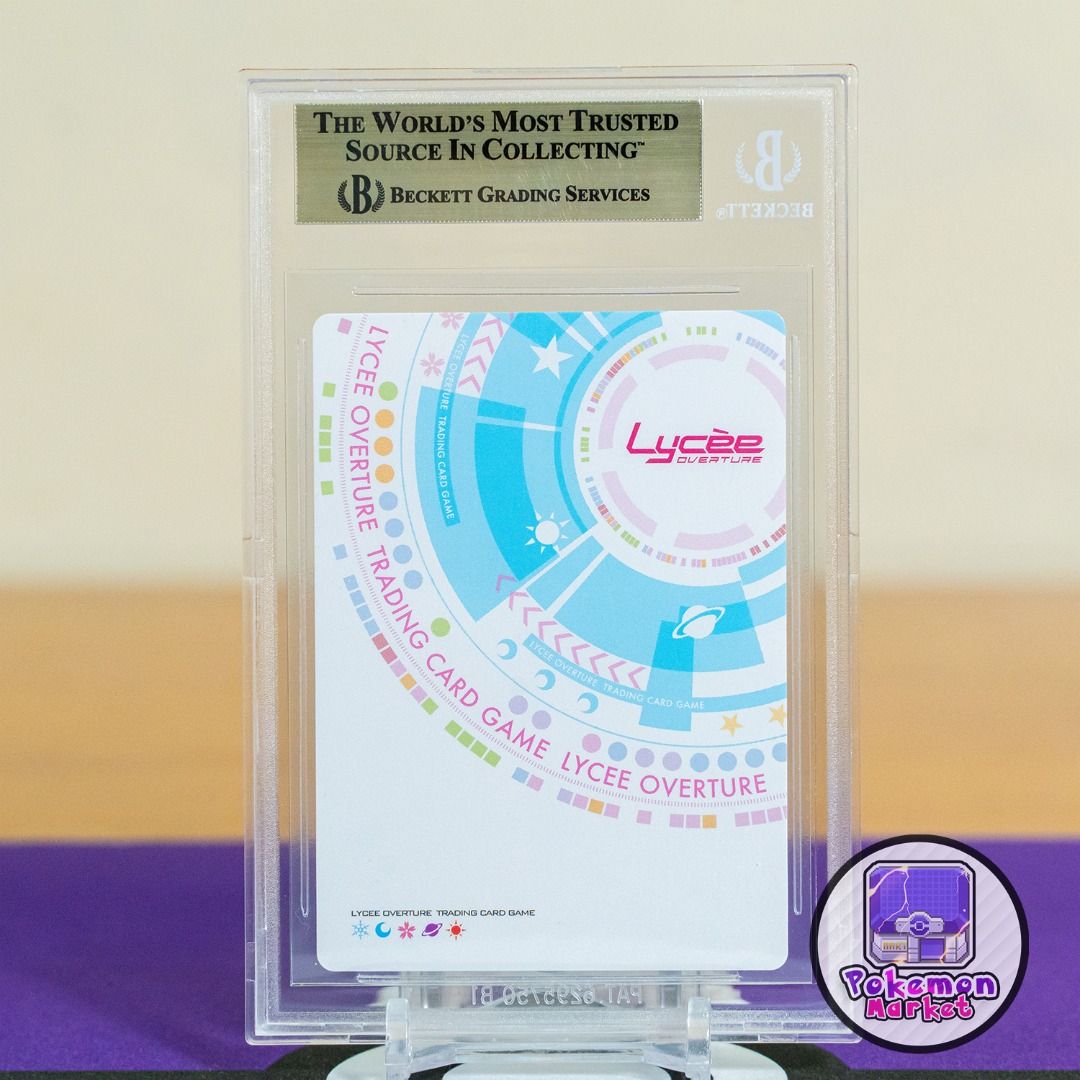 THE WORLD'S MOST TRUSTED
SOURCE IN COLLECTING™
B BECKETT GRADING SERVICES
B
BECKETT®
LYCEE OVERTURE TRADING CARD GAME LYCEE OVERTURE
LYCEE OVERTURE TRADING CARD GAME
Lycèe
OVERTURE
LYCEE OVERTURE TRADING CARD GAME
LYCEE OVERTURE TRADING CARD GAME
Pokemon
Market